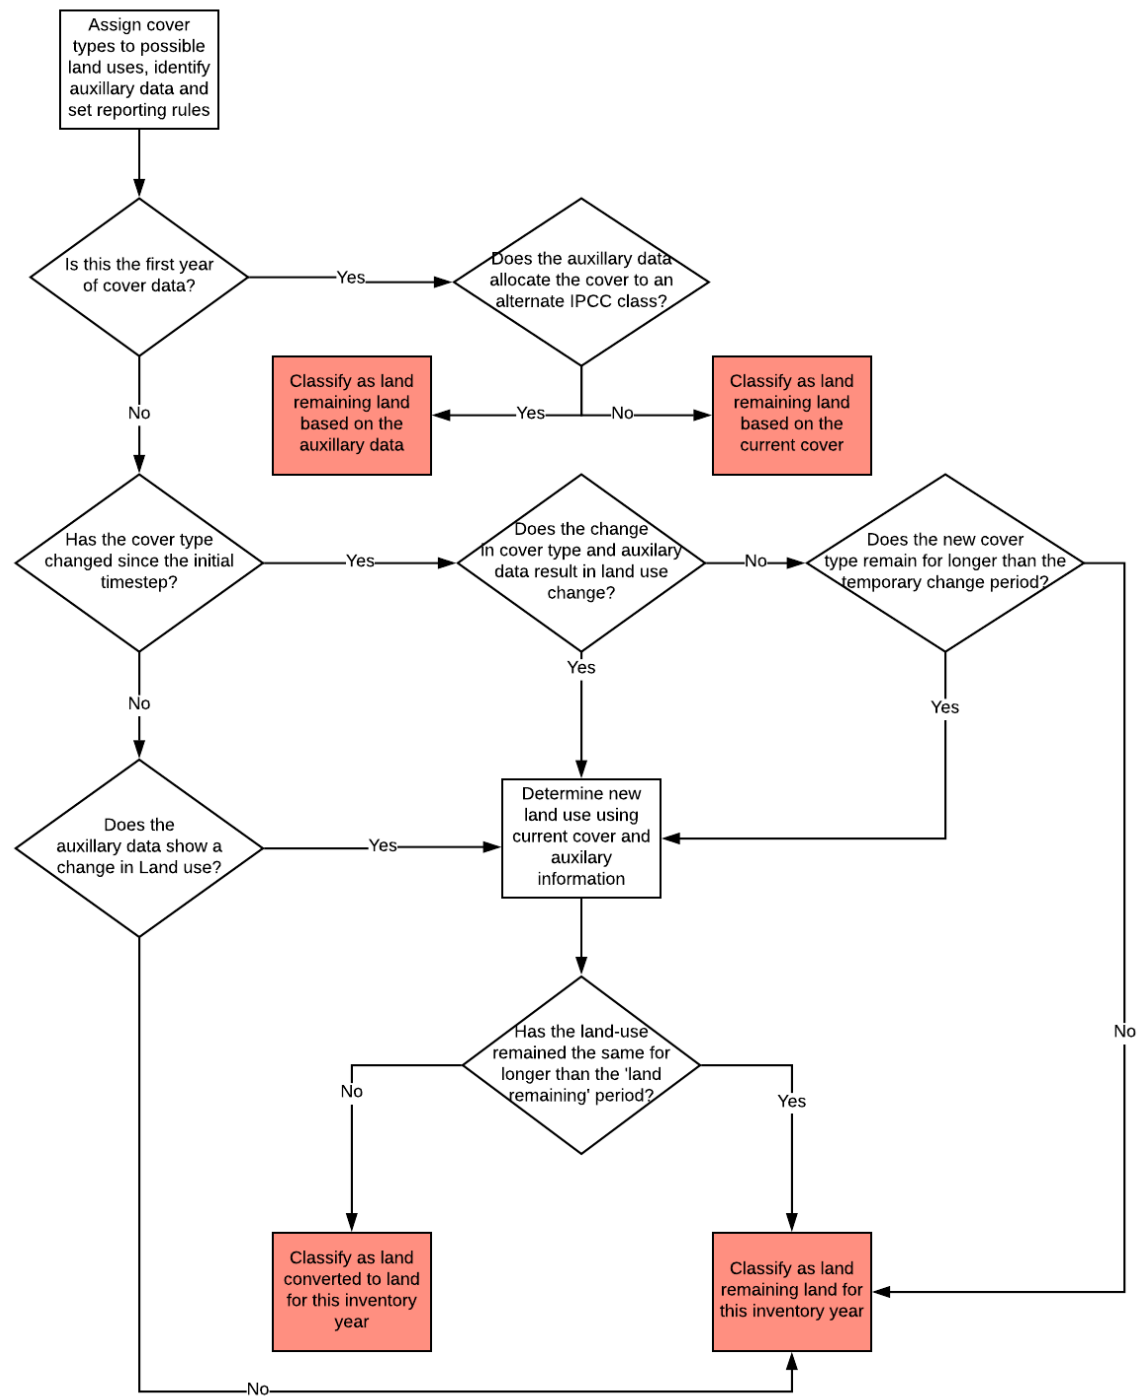 Assign cover
types to possible
land uses, identify
auxillary data and
set reporting rules
Is this the first year
of cover data?
Yes
Does the auxillary data
allocate the cover to an
alternate IPCC class?
No
Classify as land
remaining land
based on the
auxillary data
Yes
No
Classify as land
remaining land
based on the
current cover
Has the cover type
changed since the initial
timestep?
Yes
Does the change
in cover type and auxilary
data result in land use
change?
No
Does the new cover
type remain for longer than the
temporary change period?
No
Yes
Yes
Does the
auxillary data show a
change in Land use?
Yes
Determine new
land use using
current cover and
auxilary
information
Has the land-use
remained the same for
longer than the 'land
remaining' period?
No
Yes
No
Classify as land
converted to land
for this inventory
year
Classify as land
remaining land for
this inventory year
No